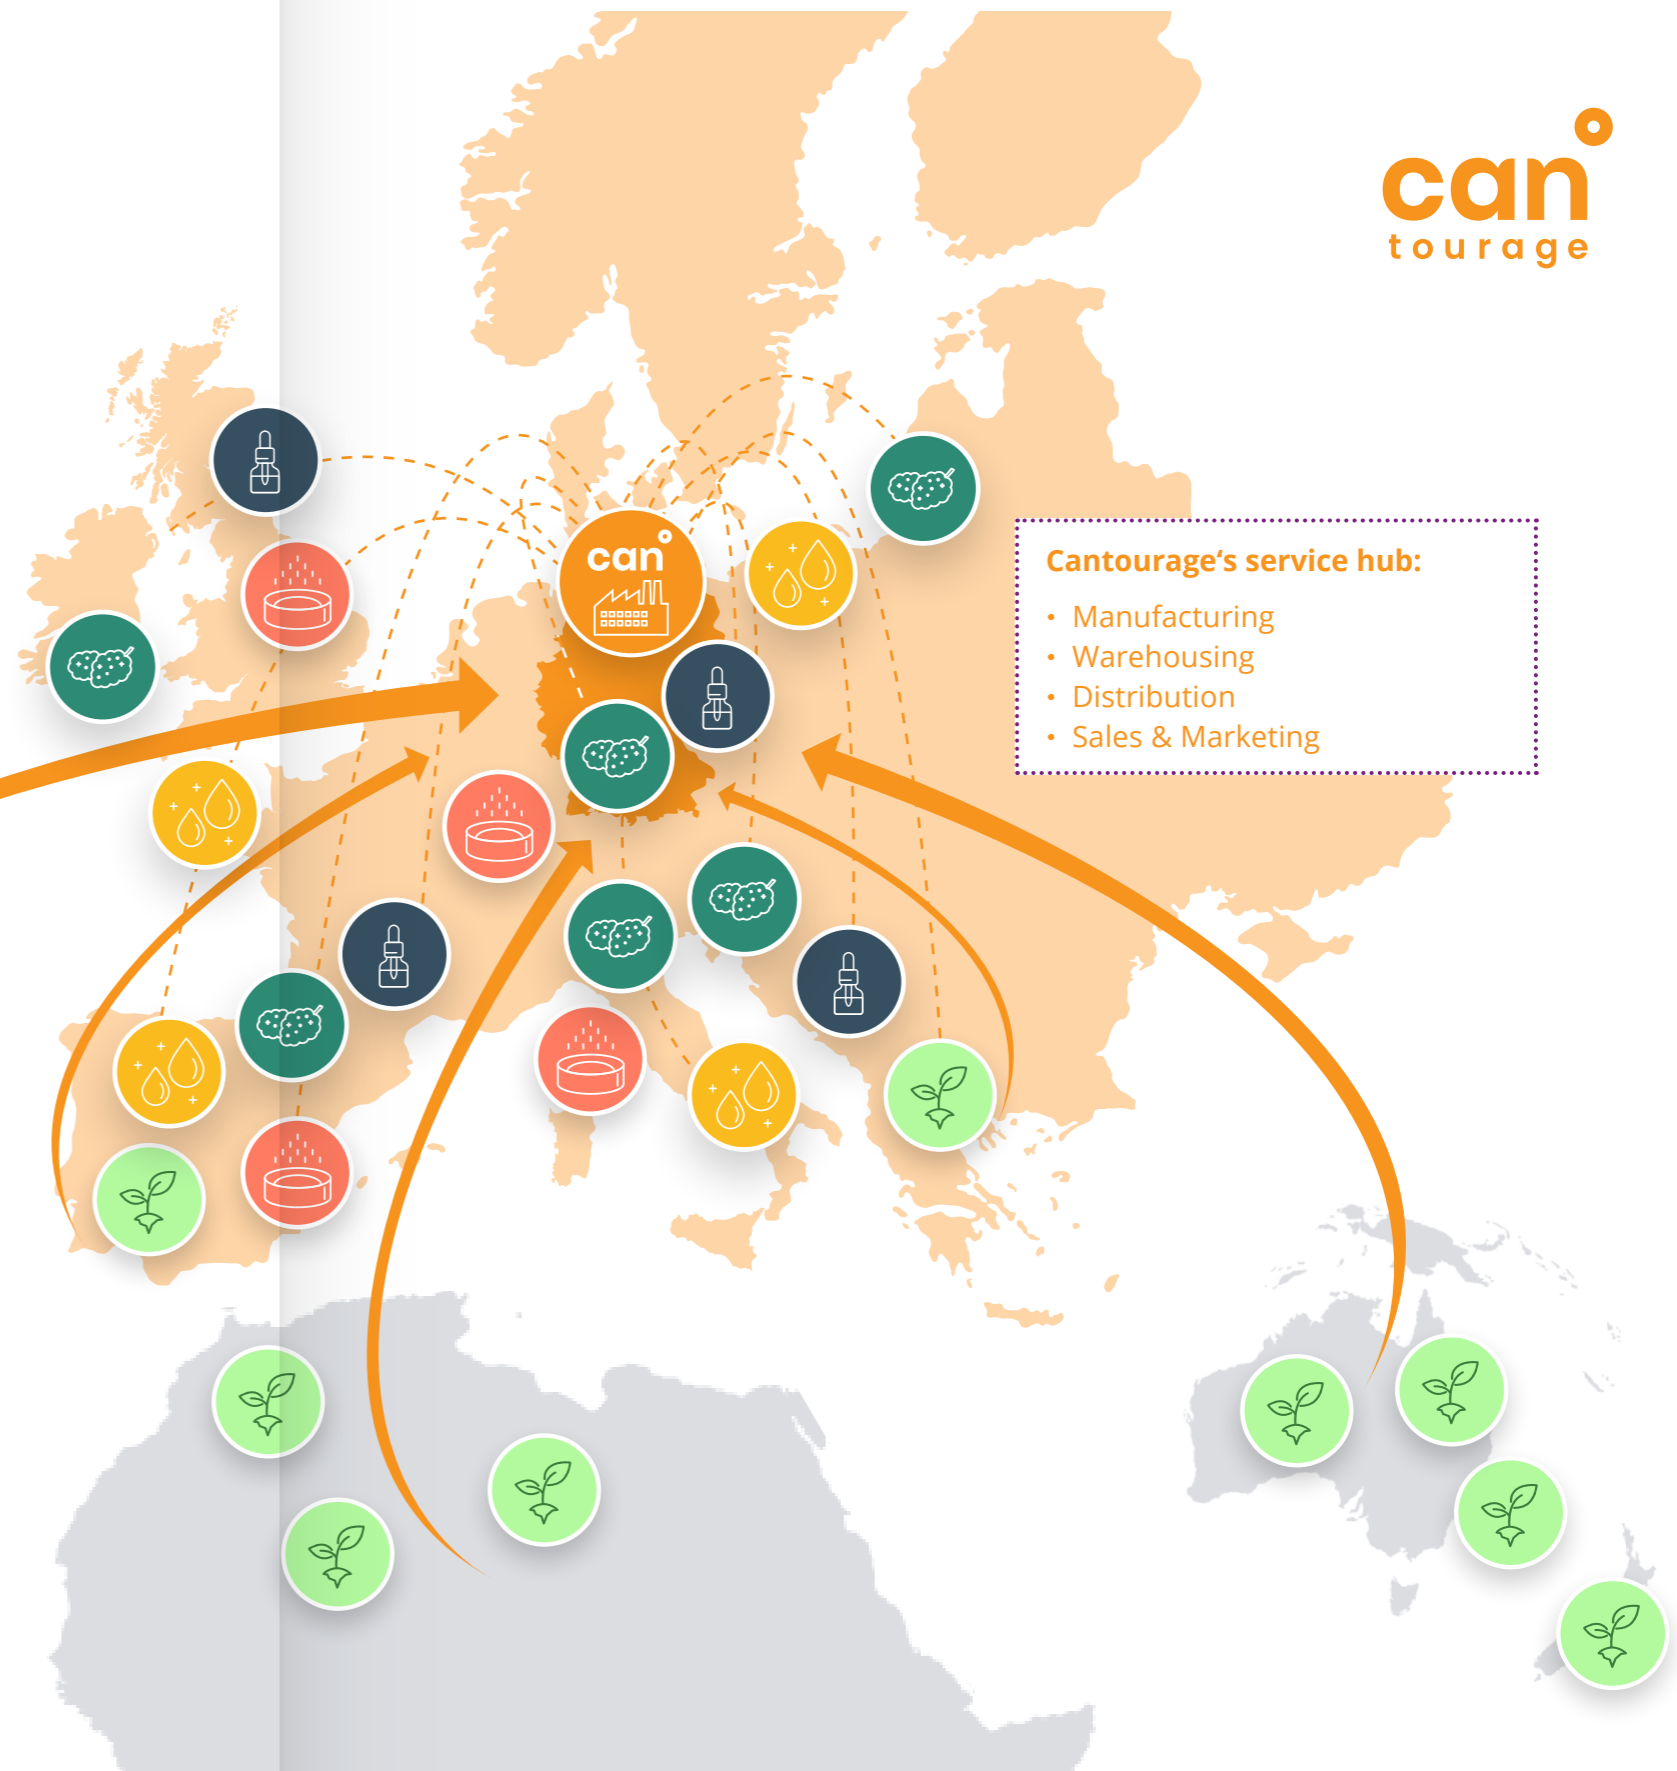 can
tourage
can
Cantourage‘s service hub:
• Manufacturing
• Warehousing
• Distribution
• Sales & Marketing